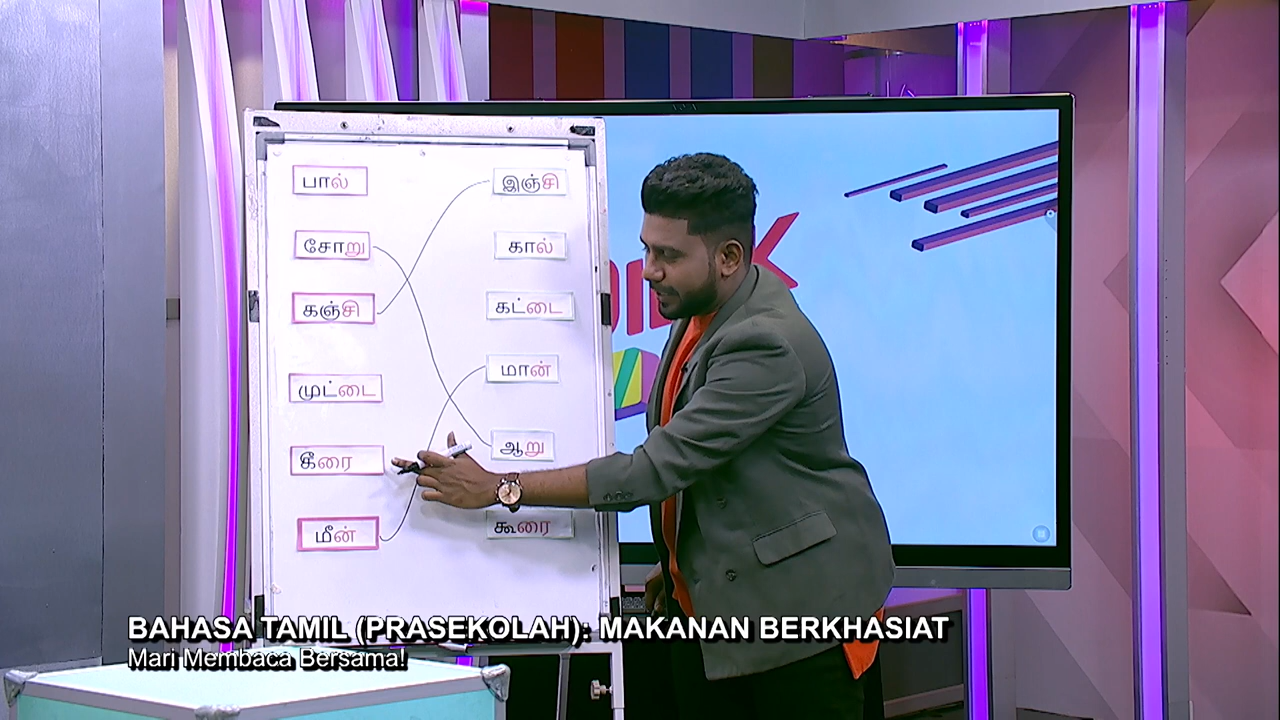 பால்
இஞ்சி
சோறு
கால்
கஞ்சி
கட்டை
முட்டை
மான்
கீரை
ஆறு
மீன்
கூரை
BAHASA TAMIL (PRASEKOLAH): MAKANAN BERKHASIAT
Mari Membaca Bersama!